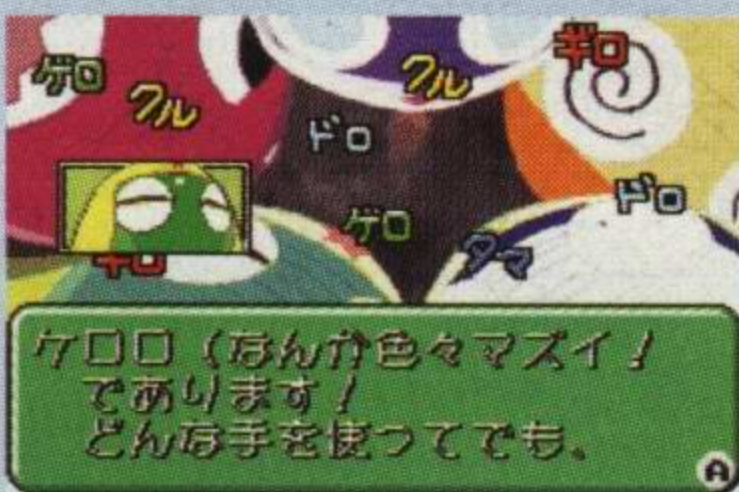 ゲロ
クル
クル
ギロ
ドロ
ドロ
ゲロ
タマ
ギロ
ケロロ（なんか色々マズイ！
であります！
どんな手を使ってでも、
A